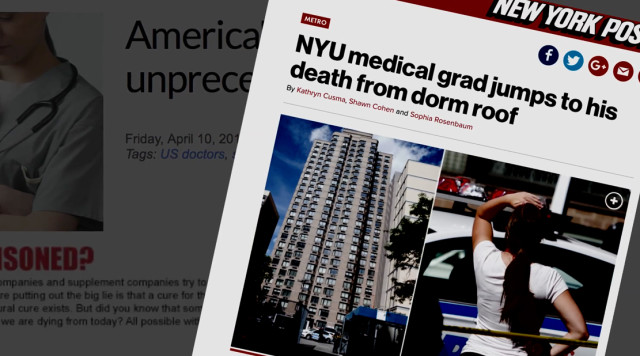 NEW YORK POS
METRO
NYU medical grad jumps to his
death from dorm roof
By Kathryn Cusma, Shawn Cohen and Sophia Rosenbaum
America
unprece
Friday, April 10, 201
Tags: US doctors,
SONED?
ompanies and supplement companies try to
re putting out the big lie is that a cure for th
ural cure exists. But did you know that som
we are dying from today? All possible wit